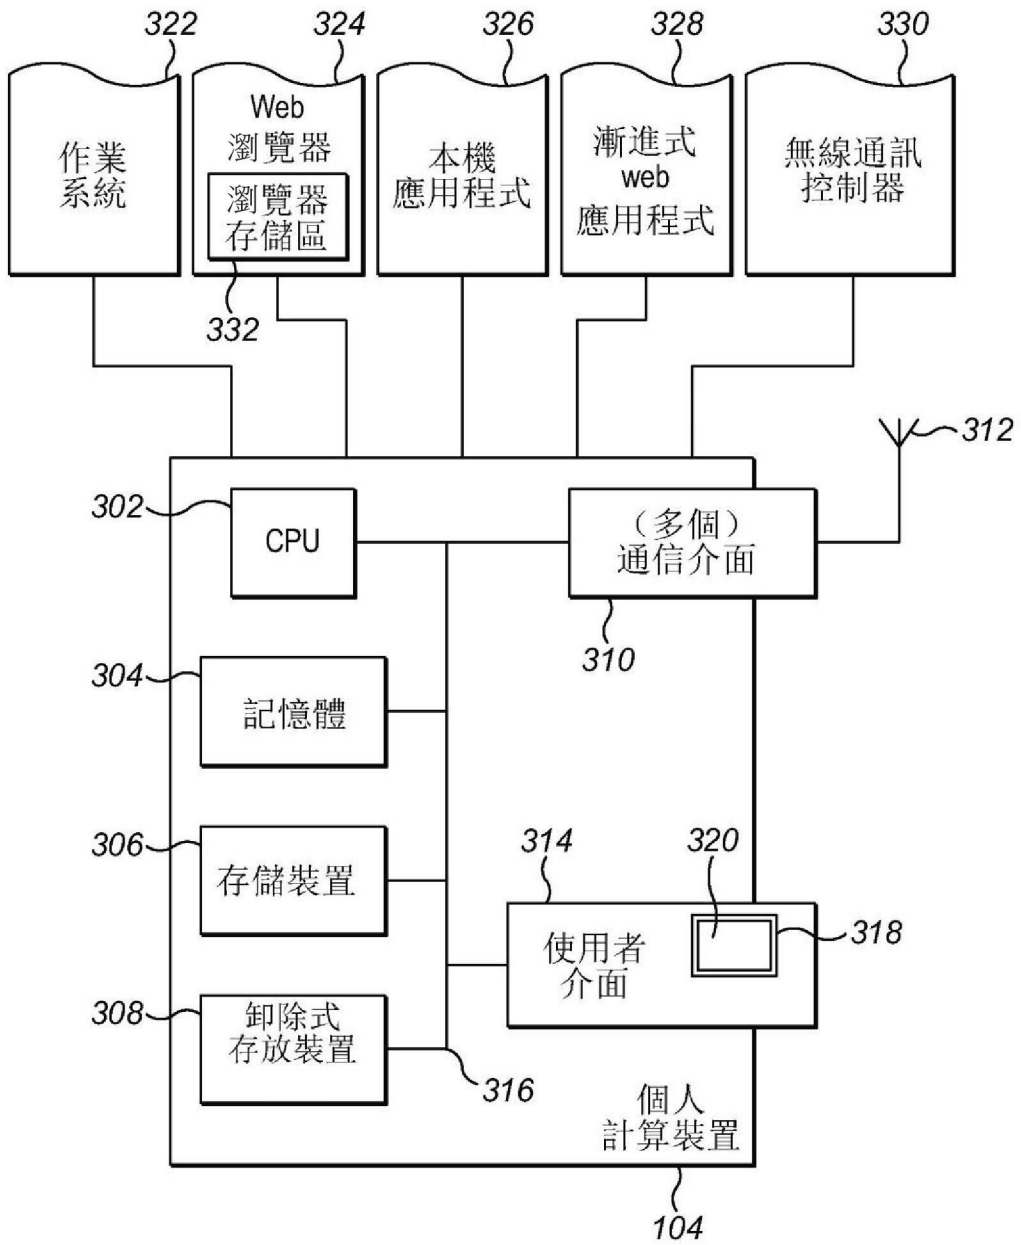 322
324
326
328
330
作業
系統
Web
瀏覽器
瀏覽器
存儲區
332
本機
應用程式
漸進式
web
應用程式
無線通訊
控制器
312
302
CPU
（多個）
通信介面
310
304
記憶體
306
存儲裝置
314
320
使用者
介面
318
308
卸除式
存放裝置
316
個人
計算裝置
104